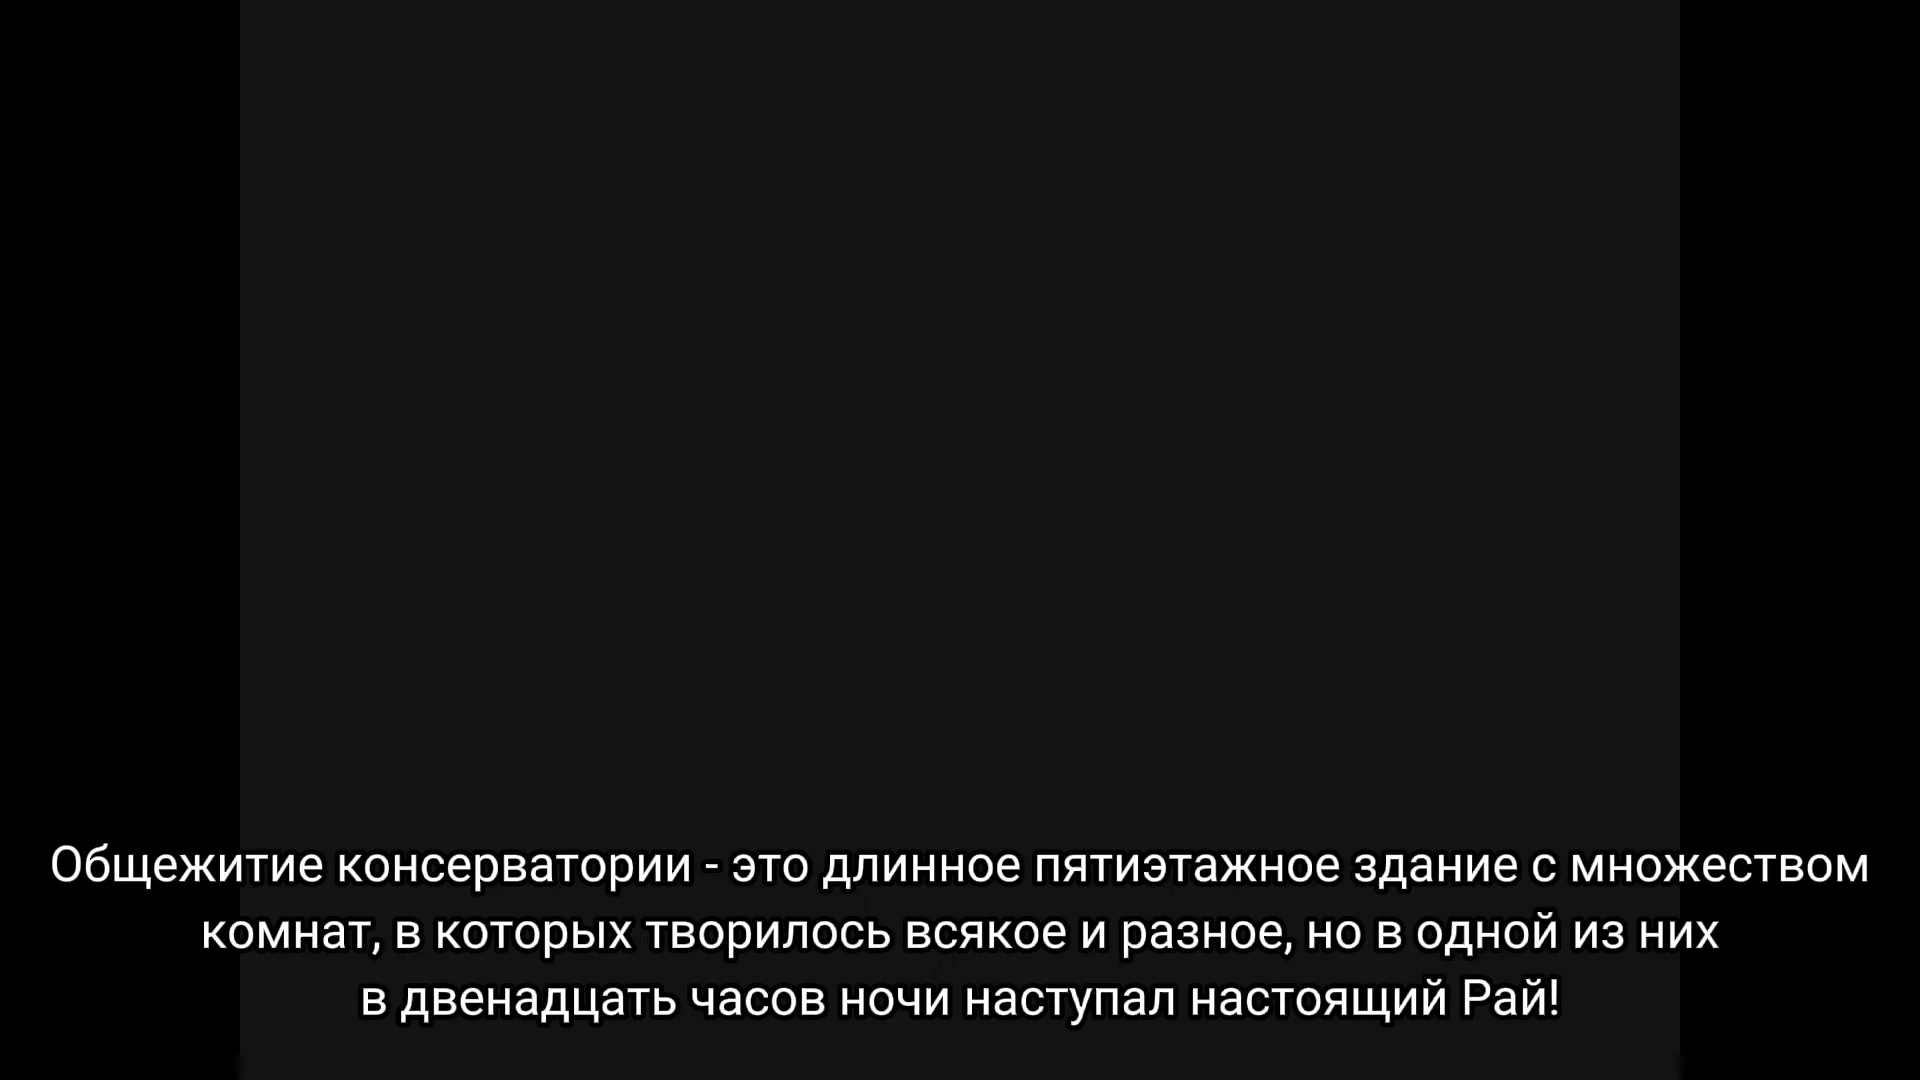 Общежитие консерватории - это длинное пятиэтажное здание с множеством
комнат, в которых творилось всякое и разное, но в одной из них
в двенадцать часов ночи наступал настоящий Рай!